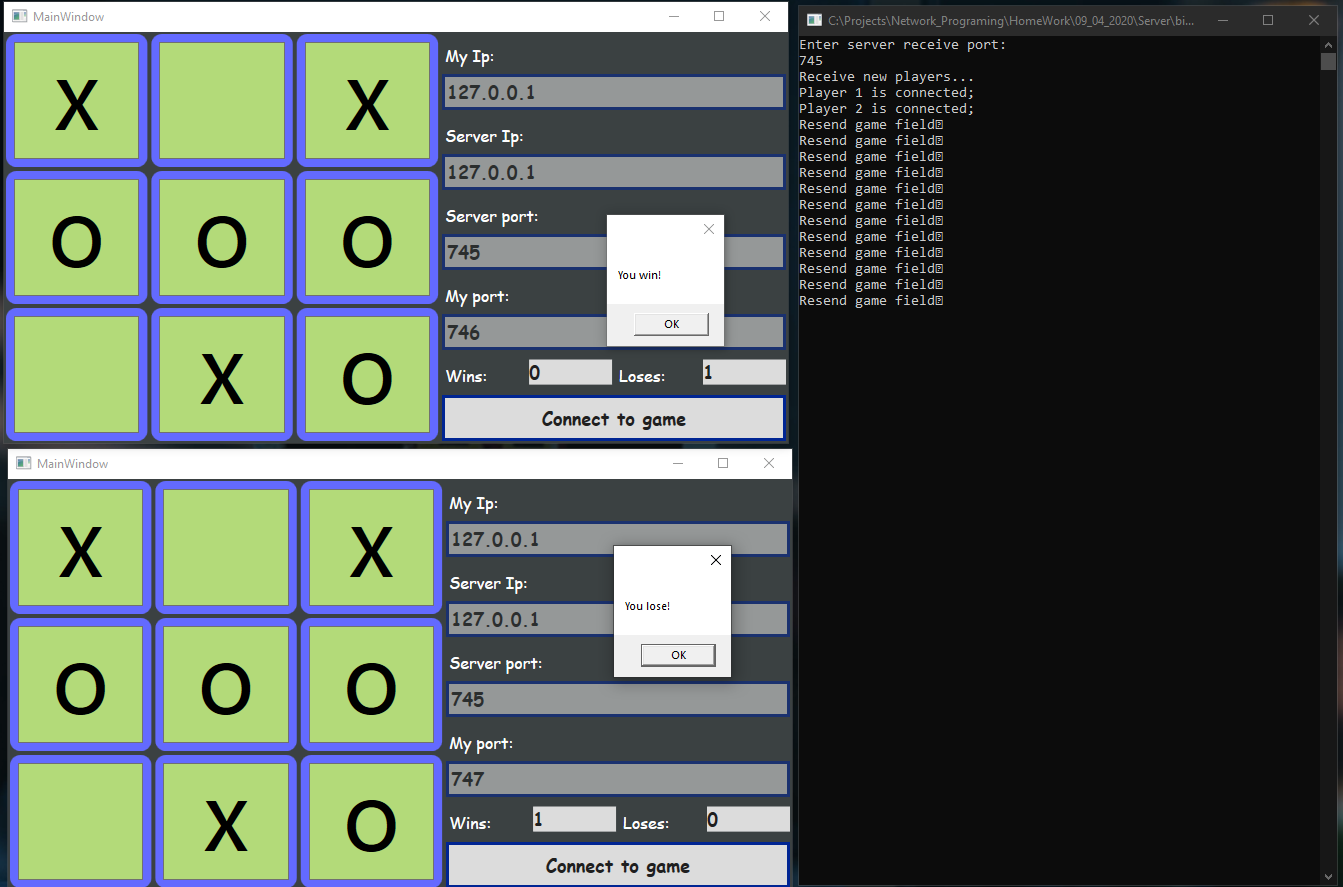 MainWindow
X X
My Ip:
127.0.0.1
Server Ip:
127.0.0.1
O O O
Server port:
745
My port:
746
X O
Wins: 0 Loses: 1
Connect to game
You win!
OK
MainWindow
X X
My Ip:
127.0.0.1
Server Ip:
127.0.0.1
O O O
Server port:
745
My port:
747
X O
Wins: 1 Loses: 0
Connect to game
You lose!
OK
C:\Projects\Network_Programing\HomeWork\09_04_2020\Server\bi...
Enter server receive port:
745
Receive new players...
Player 1 is connected;
Player 2 is connected;
Resend game field
Resend game field
Resend game field
Resend game field
Resend game field
Resend game field
Resend game field
Resend game field
Resend game field
Resend game field
Resend game field
Resend game field